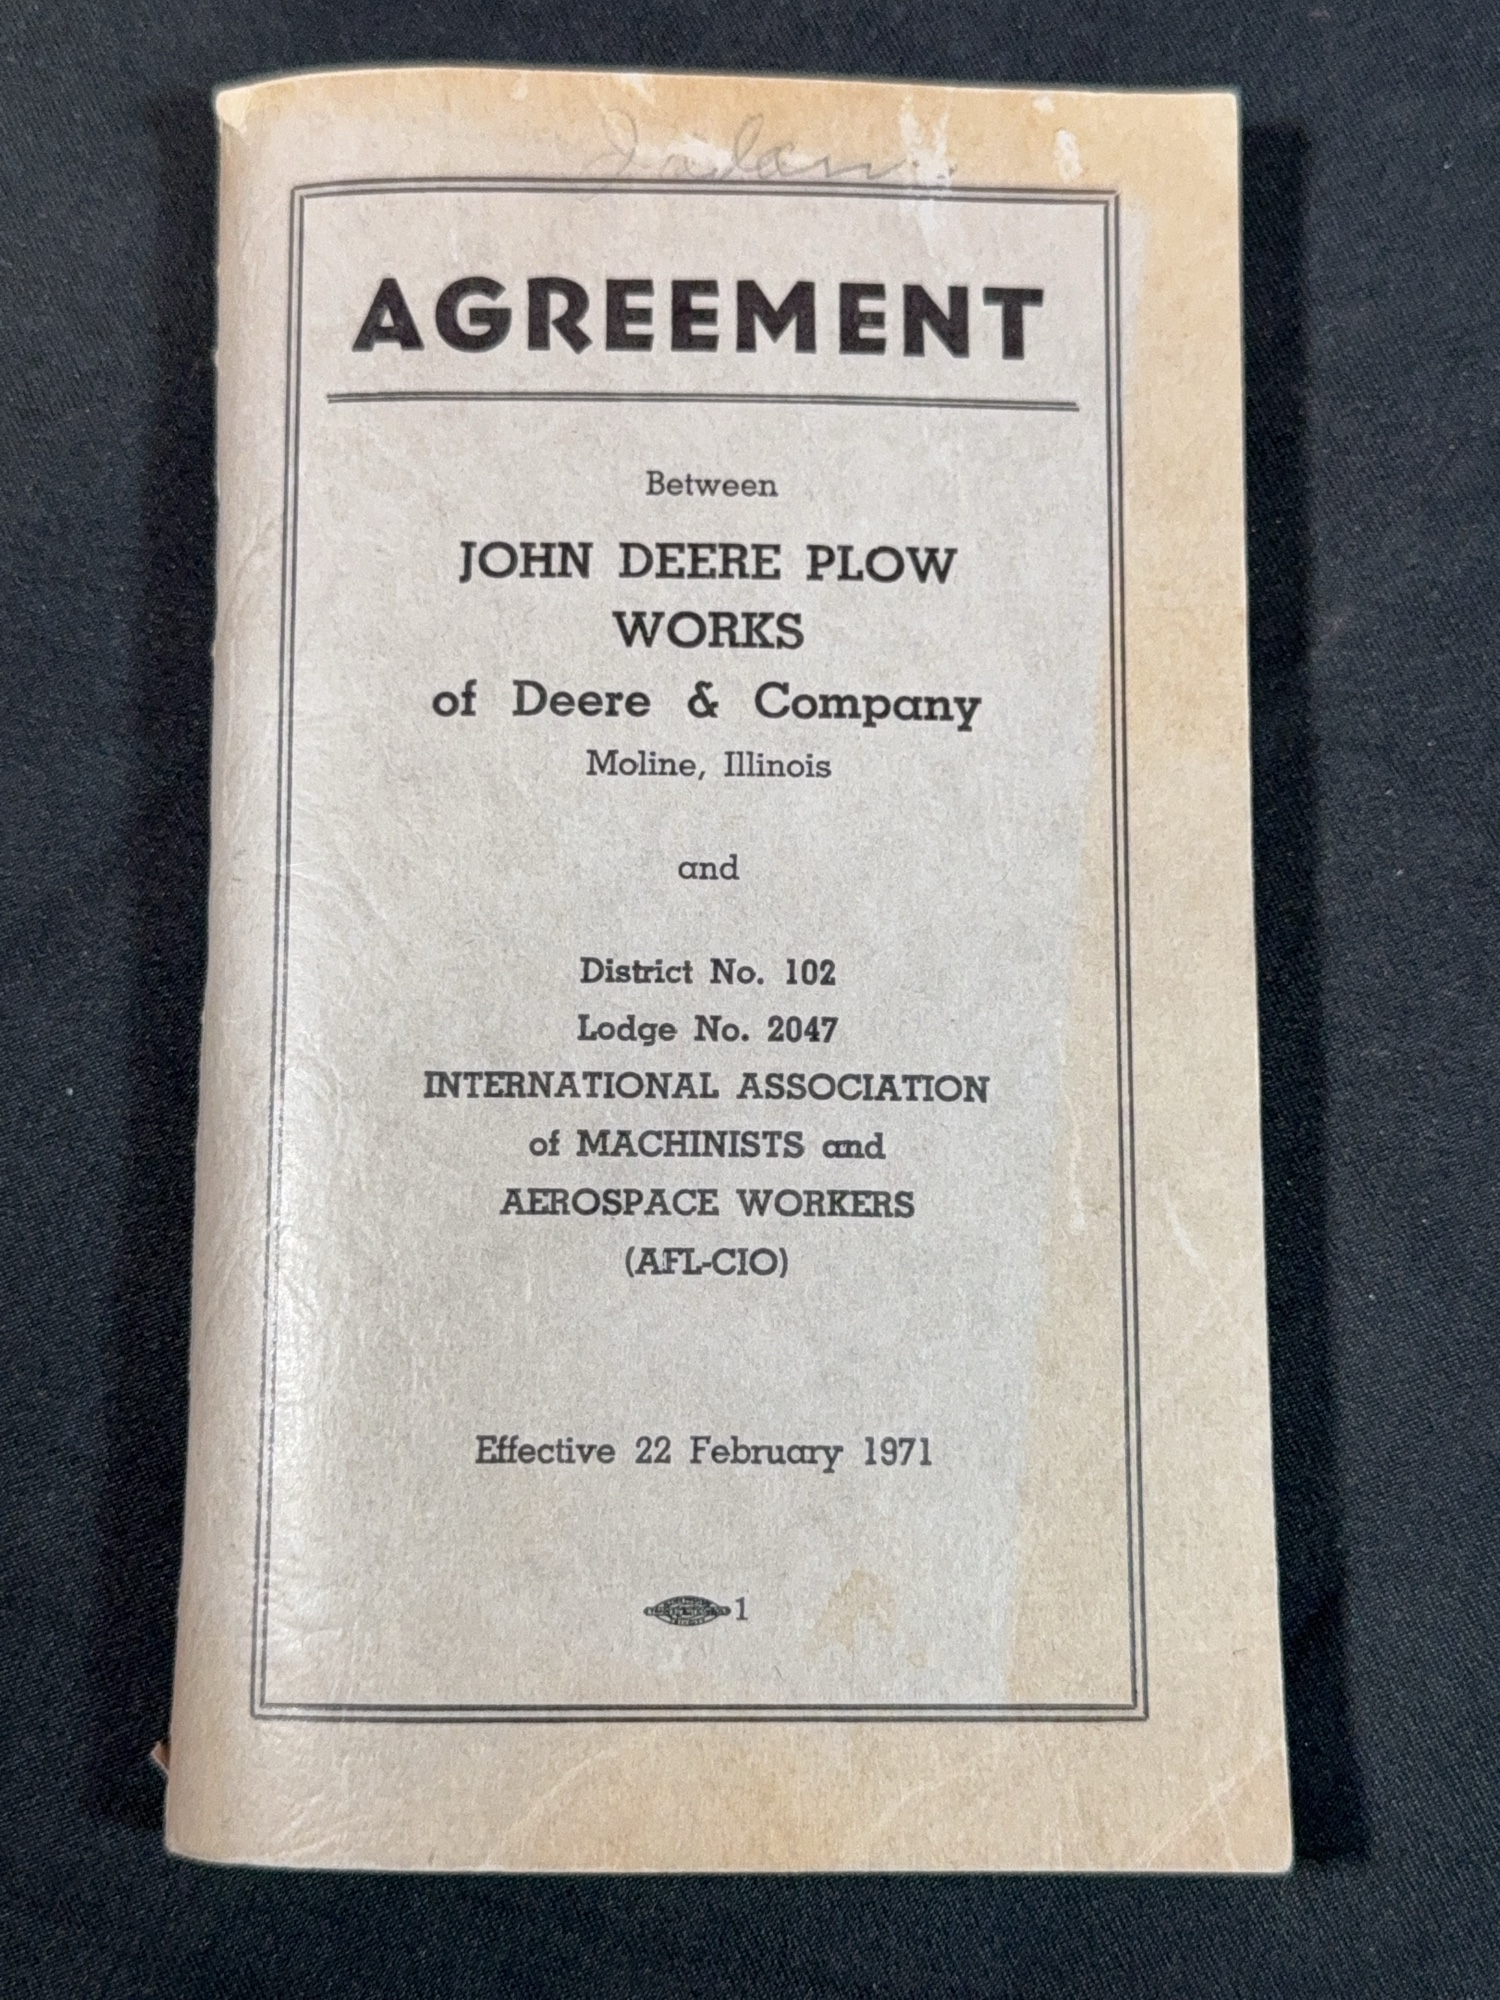 AGREEMENT
Between
JOHN DEERE PLOW
WORKS
of Deere & Company
Moline, Illinois
and
District No. 102
Lodge No. 2047
INTERNATIONAL ASSOCIATION
of MACHINISTS and
AEROSPACE WORKERS
(AFL-CIO)
Effective 22 February 1971
1